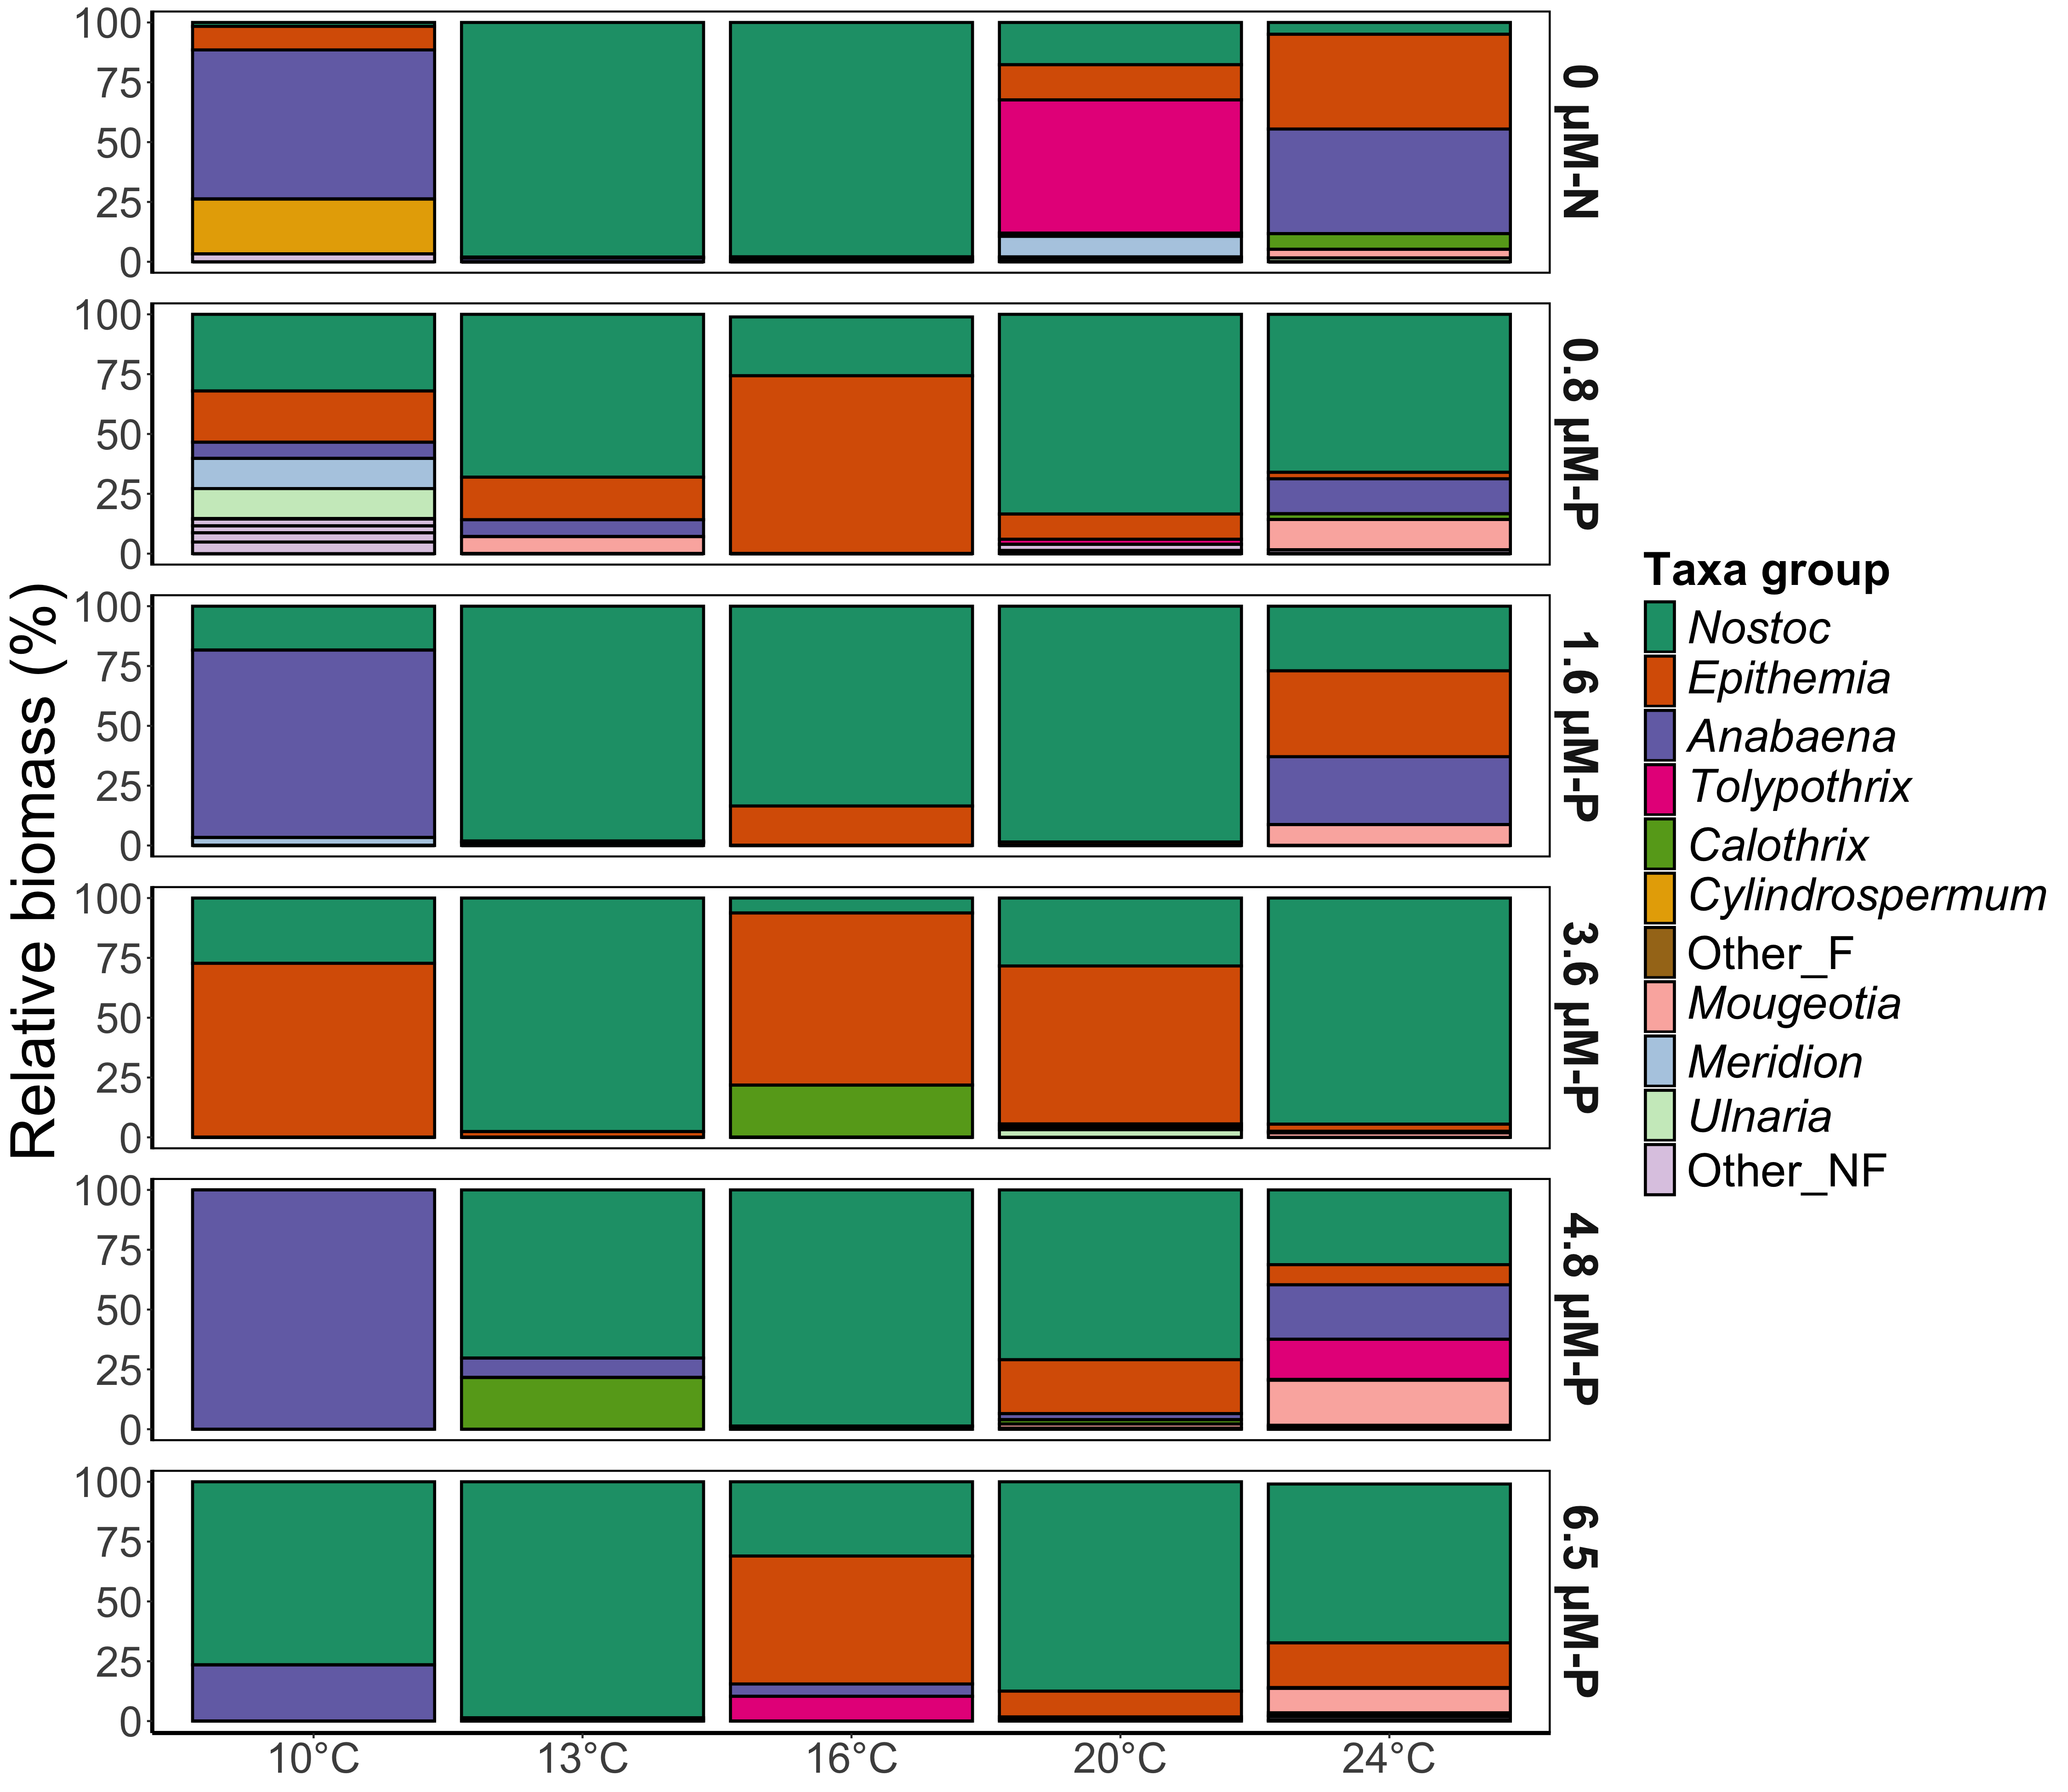 Relative biomass (%)
100
75
50
25
0
0 µM-N
100
75
50
25
0
0.8 µM-P
100
75
50
25
0
1.6 µM-P
100
75
50
25
0
3.6 µM-P
100
75
50
25
0
4.8 µM-P
100
75
50
25
0
6.5 µM-P
10°C 13°C 16°C 20°C 24°C
Taxa group
Nostoc
Epithemia
Anabaena
Tolypothrix
Calothrix
Cylindrospermum
Other_F
Mougeotia
Meridion
Ulnaria
Other_NF